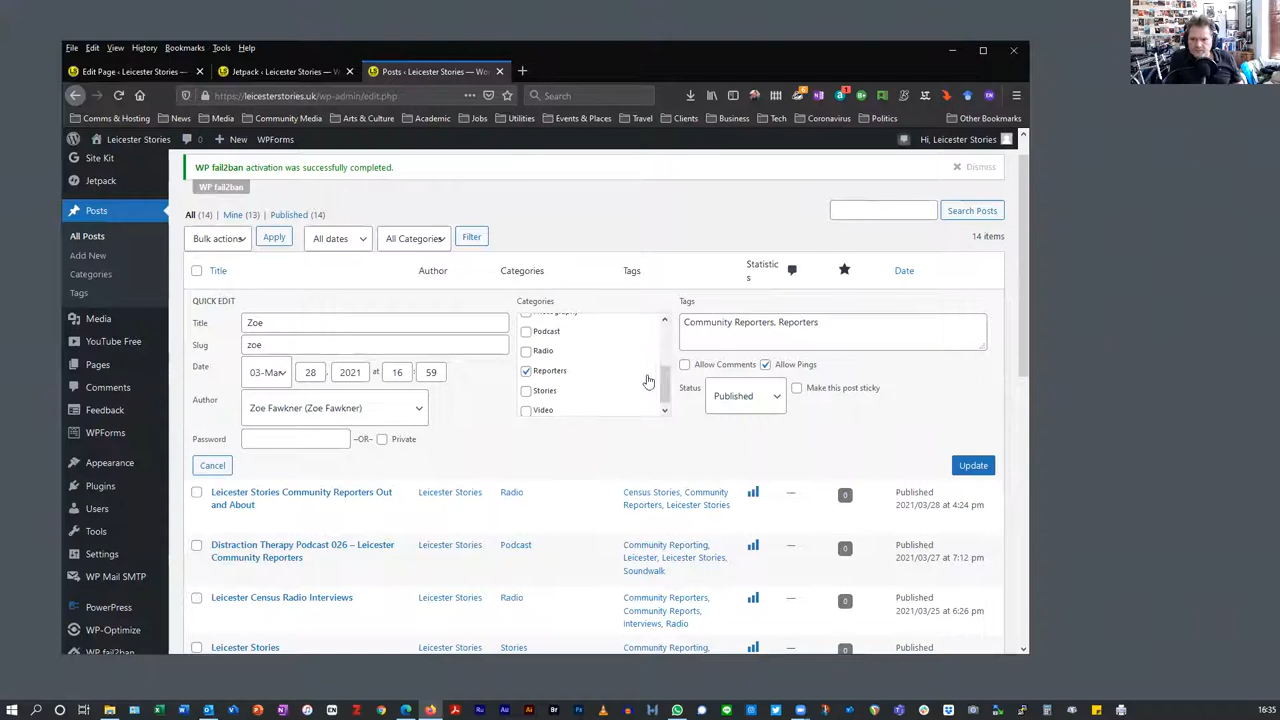 File Edit View History Bookmarks Tools Help
Edit Page ‹ Leicester Stories —
Jetpack ‹ Leicester Stories — W
Posts ‹ Leicester Stories — Wo
https://leicesterstories.uk/wp-admin/edit.php
Search
Comms & Hosting News Media Community Media Arts & Culture Academic Jobs Utilities Events & Places Travel Clients Business Tech Coronavirus Politics Other Bookmarks
Leicester Stories 0 + New WPForms Hi, Leicester Stories
Site Kit
Jetpack
Posts
All Posts
Add New
Categories
Tags
Media
YouTube Free
Pages
Comments
Feedback
WPForms
Appearance
Plugins
Users
Tools
Settings
WP Mail SMTP
PowerPress
WP-Optimize
WP fail2ban
WP fail2ban activation was successfully completed. Dismiss
WP fail2ban
All (14) | Mine (13) | Published (14)
Search Posts
Bulk actions Apply All dates All Categories Filter 14 items
Title Author Categories Tags Statistics Date
QUICK EDIT
Title Zoe
Slug zoe
Date 03-Mar 28 2021 at 16 59
Author Zoe Fawkner (Zoe Fawkner)
Password –OR– Private
Categories
Photography
Podcast
Radio
Reporters
Stories
Video
Tags
Community Reporters, Reporters
Allow Comments Allow Pings
Status Published Make this post sticky
Cancel Update
Leicester Stories Community Reporters Out and About Leicester Stories Radio Census Stories, Community Reporters, Leicester Stories — 0 Published 2021/03/28 at 4:24 pm
Distraction Therapy Podcast 026 – Leicester Community Reporters Leicester Stories Podcast Community Reporting, Leicester, Leicester Stories, Soundwalk — 0 Published 2021/03/27 at 7:12 pm
Leicester Census Radio Interviews Leicester Stories Radio Community Reporters, Community Reports, Interviews, Radio — 0 Published 2021/03/25 at 6:26 pm
Leicester Stories Leicester Stories Stories Community Reporting, — 0 Published
16:35